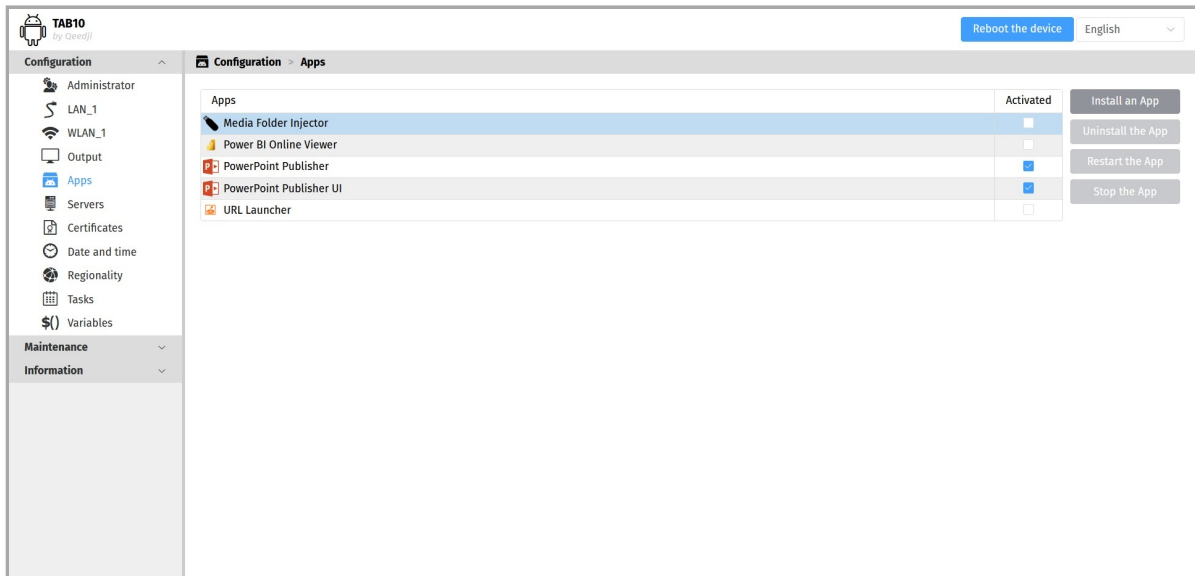 TAB10
by Qeedji
Reboot the device
English
Configuration
Configuration > Apps
Administrator
LAN_1
WLAN_1
Output
Apps
Servers
Certificates
Date and time
Regionality
Tasks
$() Variables
Maintenance
Information
Apps Activated
Media Folder Injector
Power BI Online Viewer
PowerPoint Publisher
PowerPoint Publisher UI
URL Launcher
Install an App
Uninstall the App
Restart the App
Stop the App